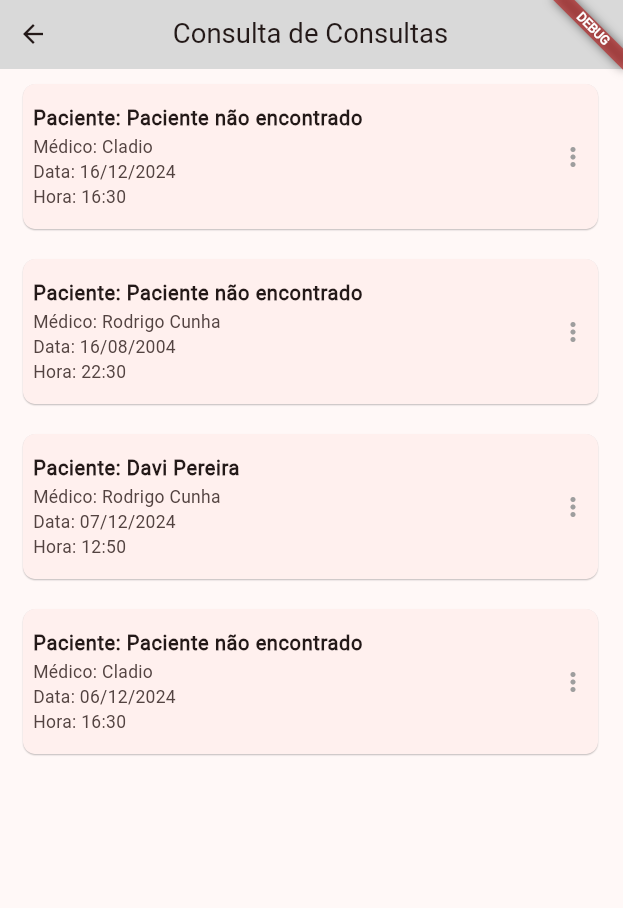 Consulta de Consultas
DEBUG
Paciente: Paciente não encontrado
Médico: Cladio
Data: 16/12/2024
Hora: 16:30
Paciente: Paciente não encontrado
Médico: Rodrigo Cunha
Data: 16/08/2004
Hora: 22:30
Paciente: Davi Pereira
Médico: Rodrigo Cunha
Data: 07/12/2024
Hora: 12:50
Paciente: Paciente não encontrado
Médico: Cladio
Data: 06/12/2024
Hora: 16:30